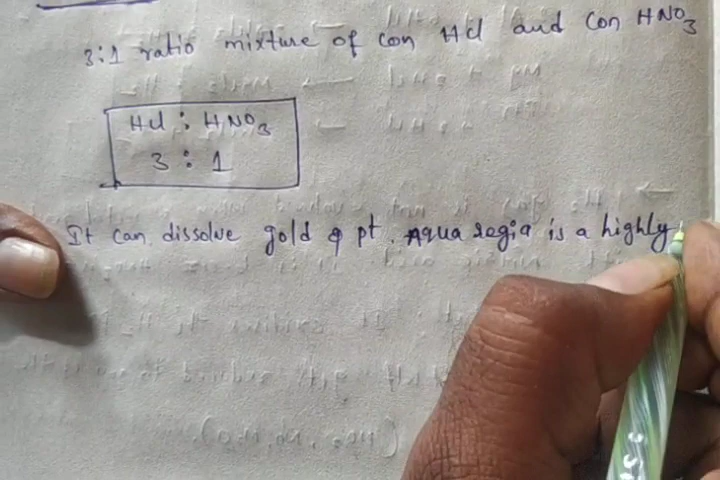 3:1 ratio mixture of con HCl and con HNO3
HCl : HNO3
3 : 1
It can dissolve gold & pt. Aqua regia is a highly